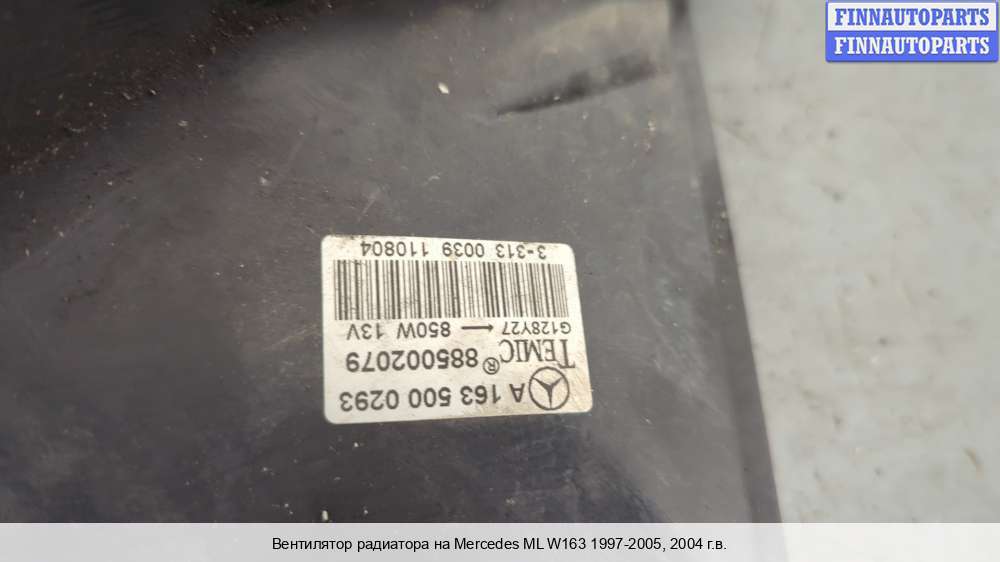 FINNAUTOPARTS
FINNAUTOPARTS
A 163 500 0293
TEMIC® 885002079
G128Y27 ← 850W 13V
3-313 0039 110804
Вентилятор радиатора на Mercedes ML W163 1997-2005, 2004 г.в.